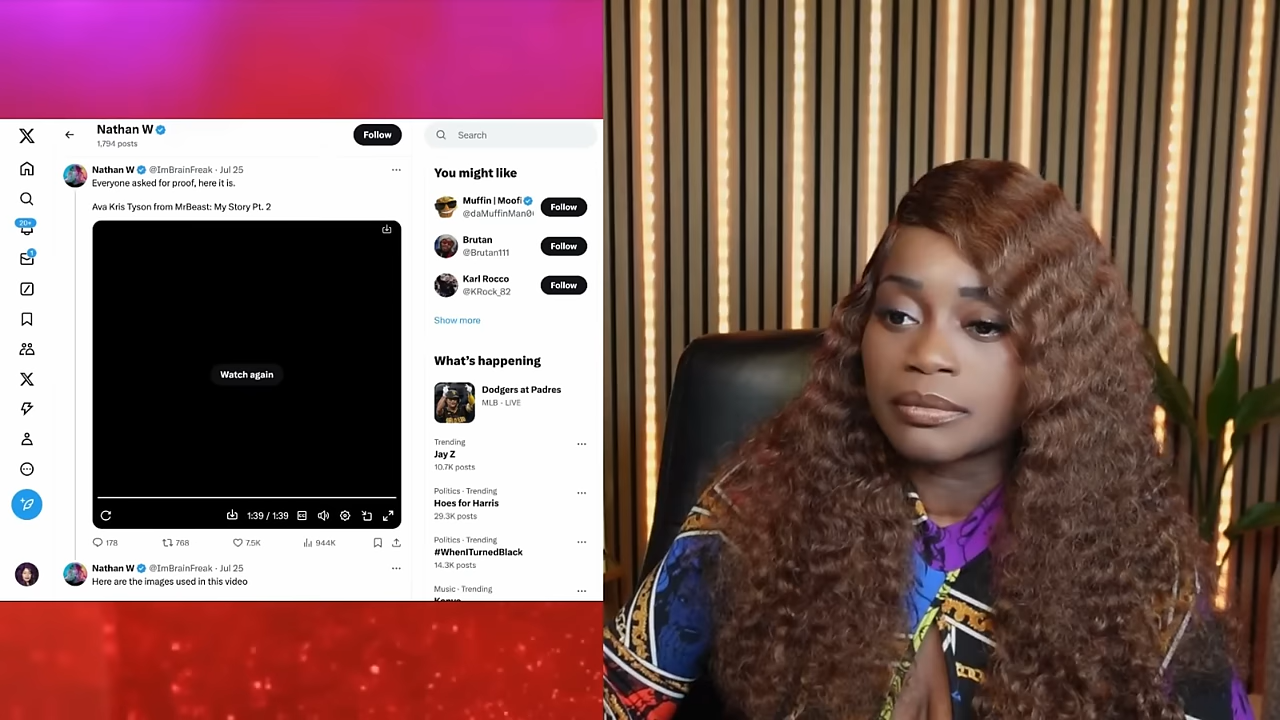 Nathan W
1,794 posts
Follow
Search
Nathan W @ImBrainFreak · Jul 25
Everyone asked for proof, here it is.
Ava Kris Tyson from MrBeast: My Story Pt. 2
Watch again
1:39 / 1:39
178
768
7.5K
944K
Nathan W @ImBrainFreak · Jul 25
Here are the images used in this video
20+
1
You might like
Muffin | Moofi
@daMuffinMan0
Follow
Brutan
@Brutan111
Follow
Karl Rocco
@KRock_82
Follow
Show more
What's happening
Dodgers at Padres
MLB · LIVE
Trending
Jay Z
10.7K posts
Politics · Trending
Hoes for Harris
29.3K posts
Politics · Trending
#WhenITurnedBlack
14.3K posts
Music · Trending